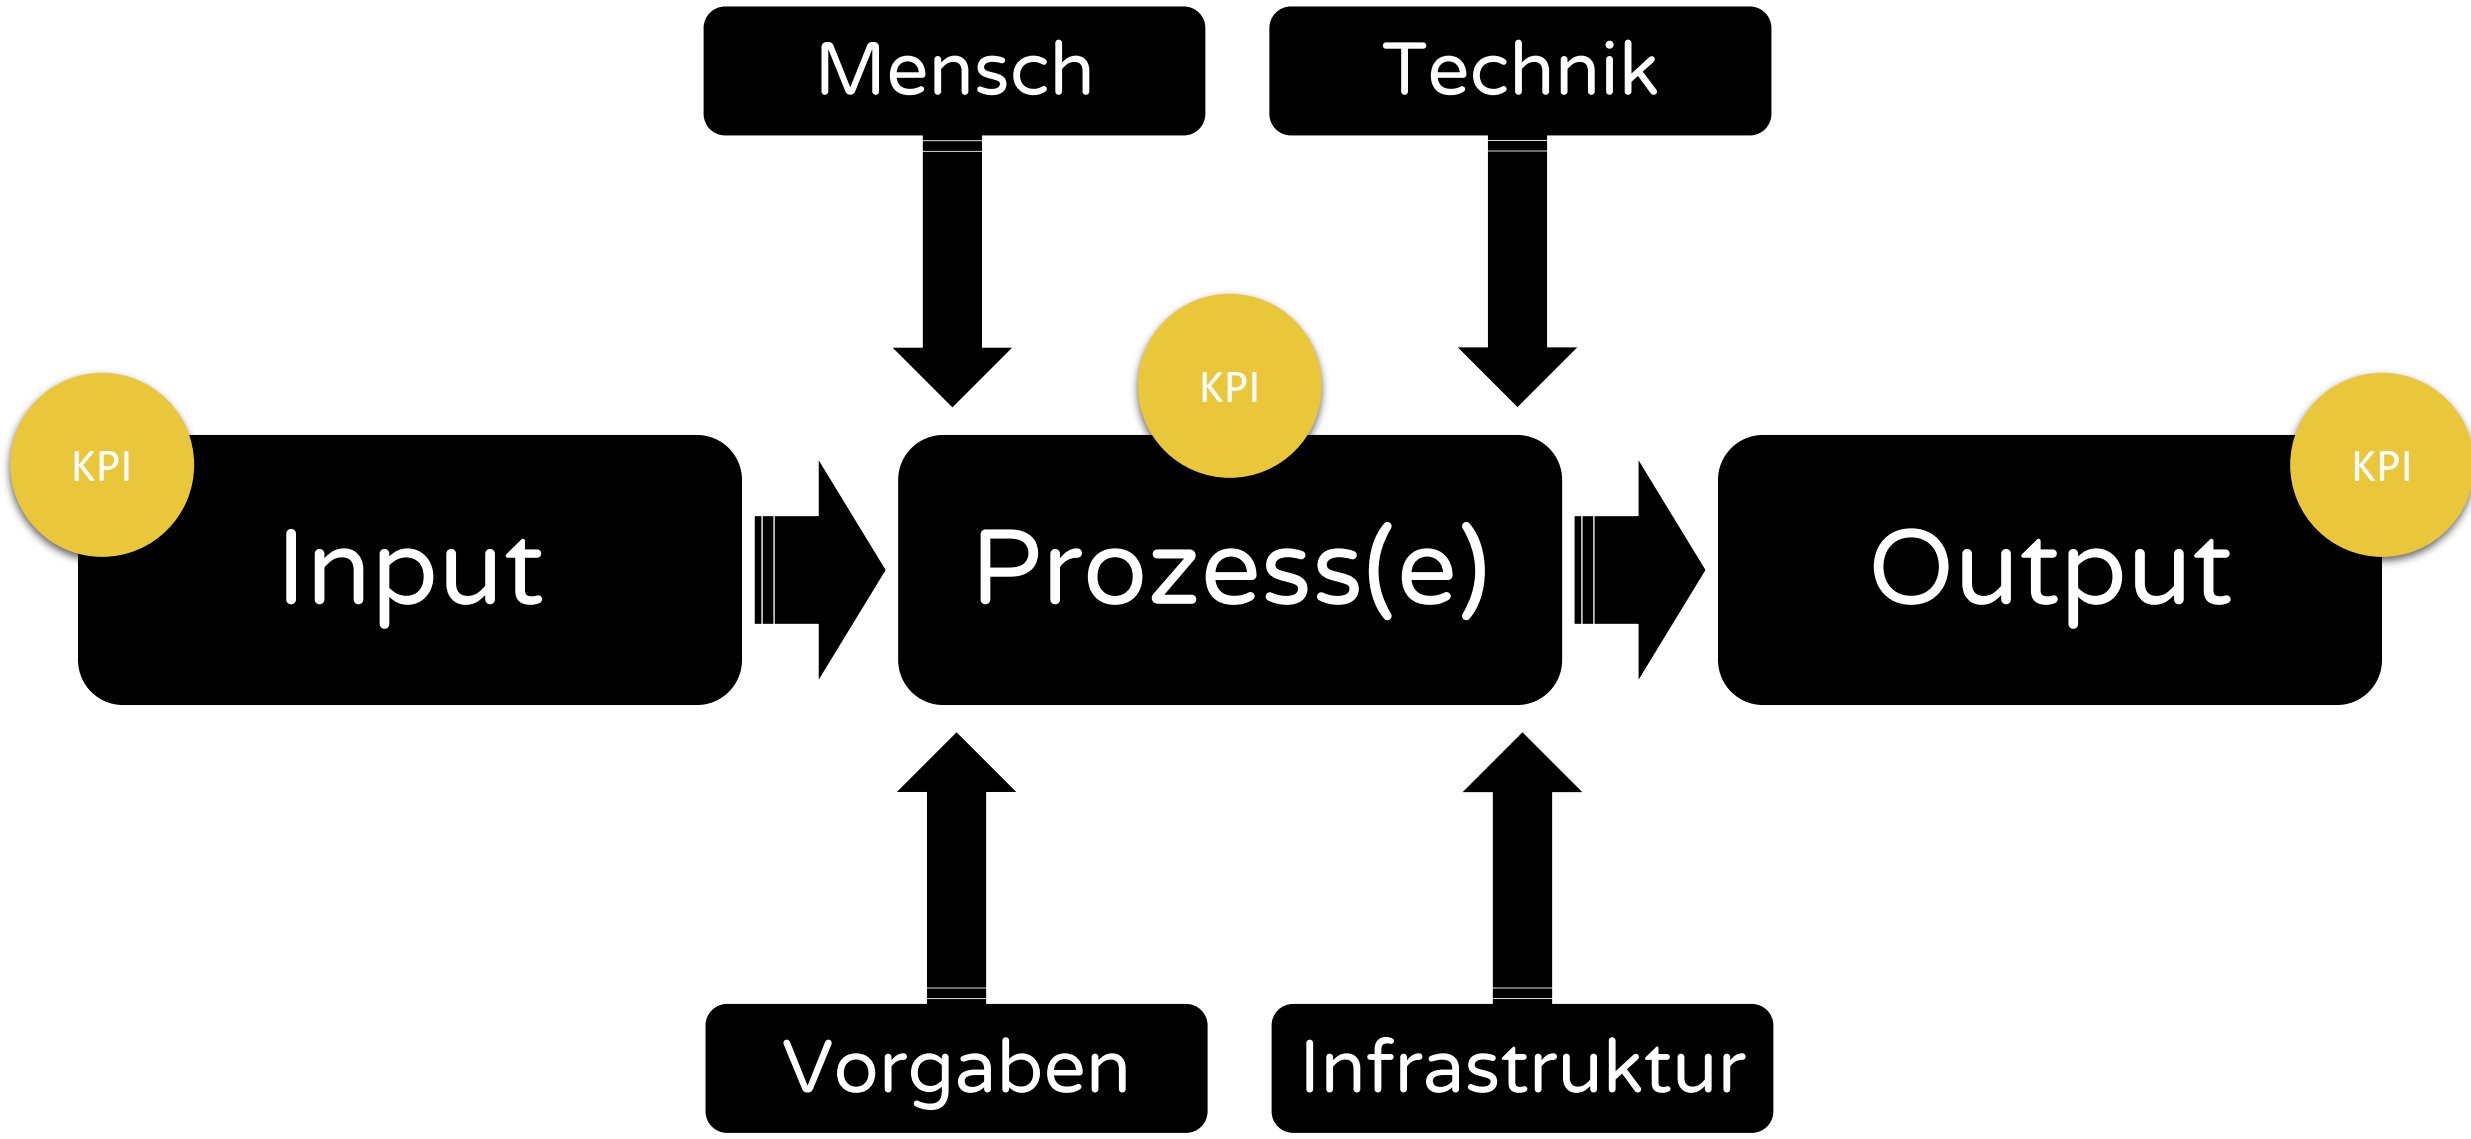 Mensch
Technik
KPI
KPI
KPI
Input
Prozess(e)
Output
Vorgaben
Infrastruktur